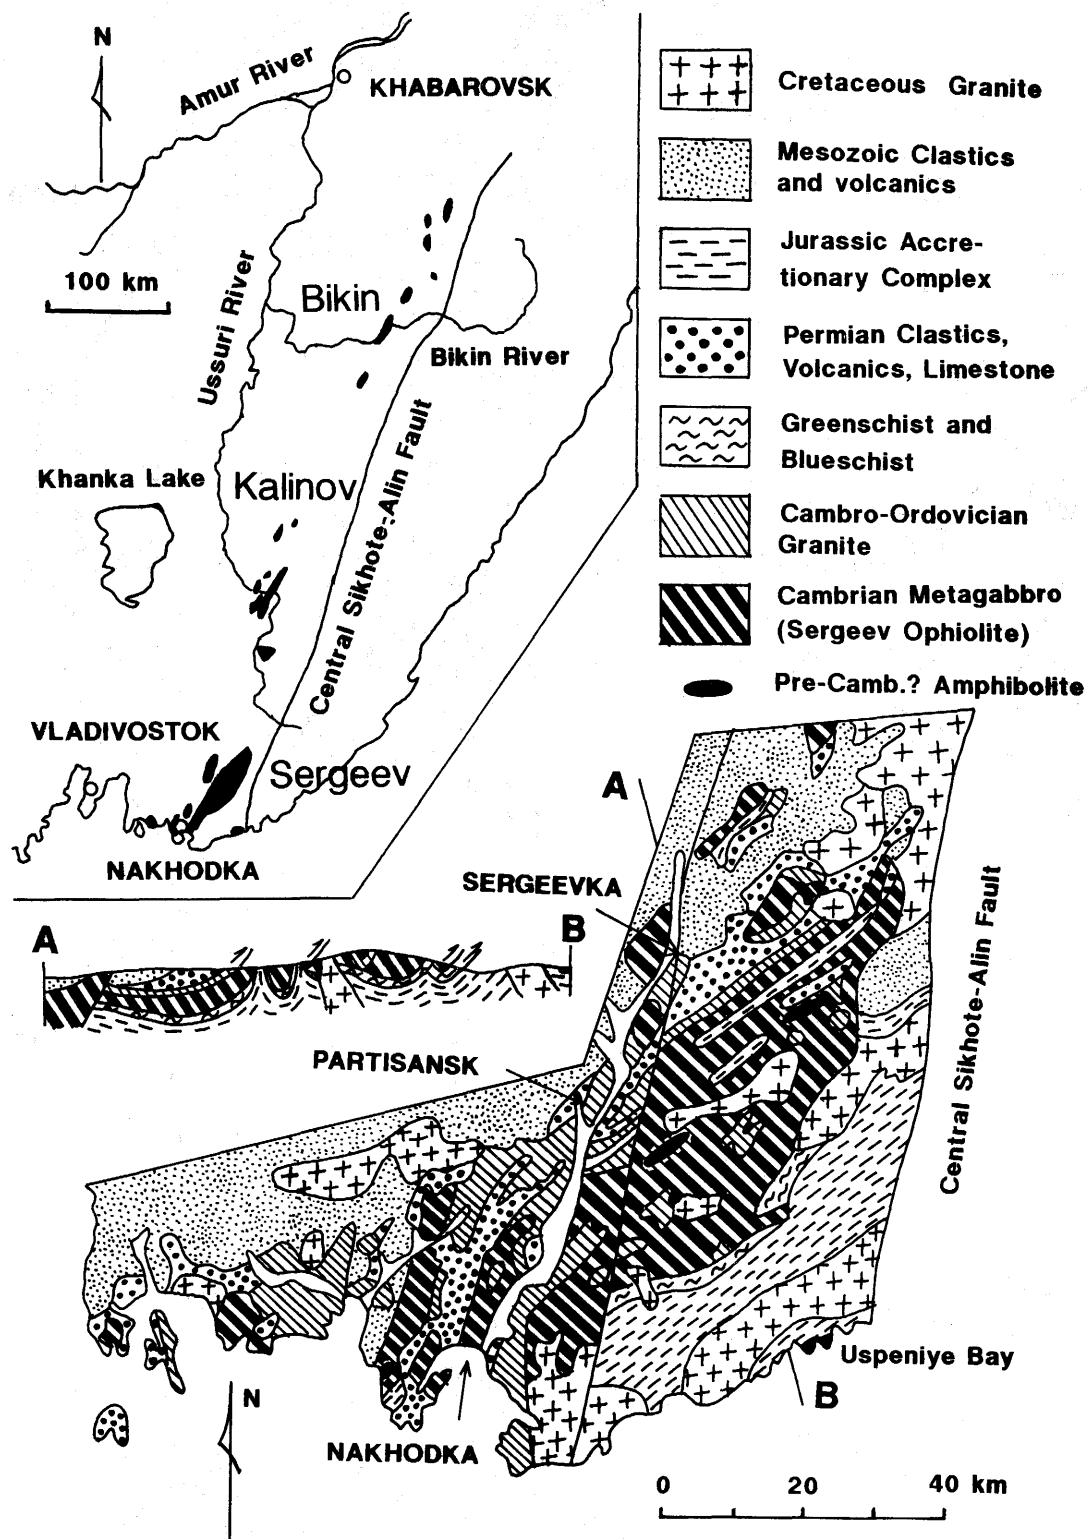 N
Amur River
KHABAROVSK
100 km
Ussuri River
Bikin
Bikin River
Khanka Lake
Kalinov
Central Sikhote-Alin Fault
VLADIVOSTOK
Sergeev
NAKHODKA
Cretaceous Granite
Mesozoic Clastics
and volcanics
Jurassic Accre-
tionary Complex
Permian Clastics,
Volcanics, Limestone
Greenschist and
Blueschist
Cambro-Ordovician
Granite
Cambrian Metagabbro
(Sergeev Ophiolite)
Pre-Camb.? Amphibolite
A
B
A
SERGEEVKA
PARTISANSK
Central Sikhote-Alin Fault
Uspeniye Bay
B
N
NAKHODKA
0 20 40 km